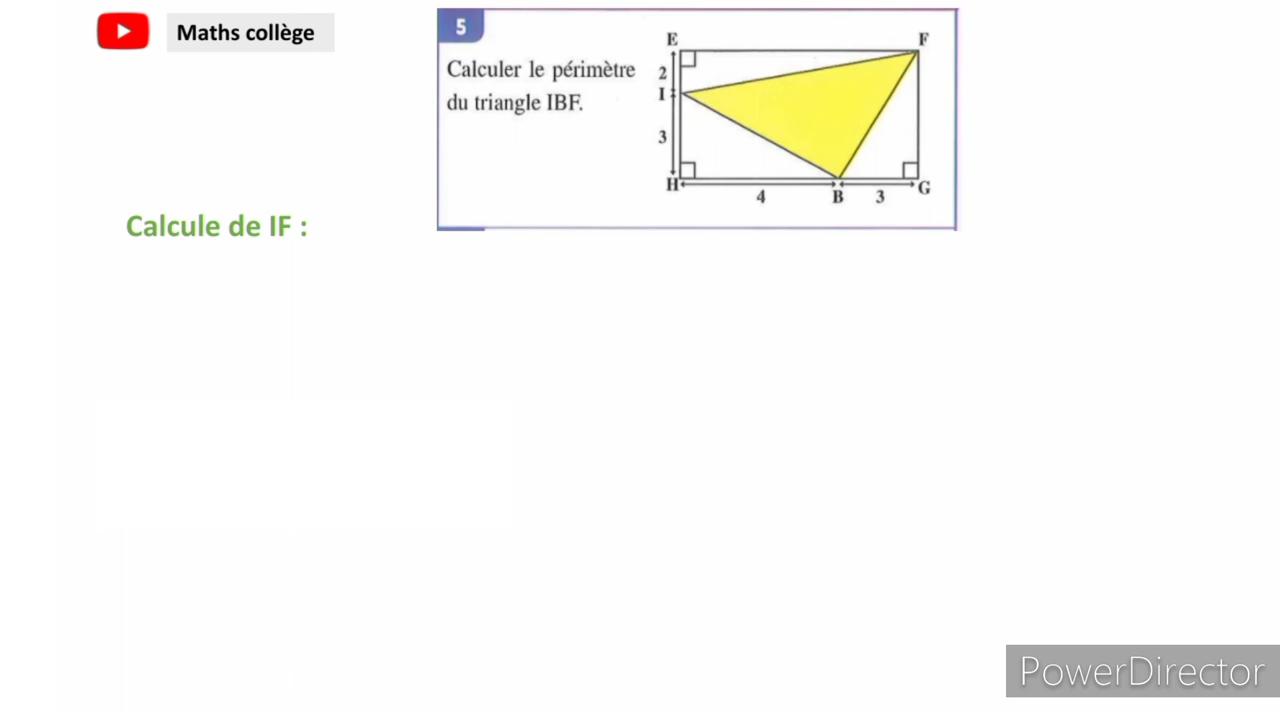 Maths collège
5
Calculer le périmètre
du triangle IBF.
E
F
2
I
3
H
4
B
3
G
Calcule de IF :
PowerDirector